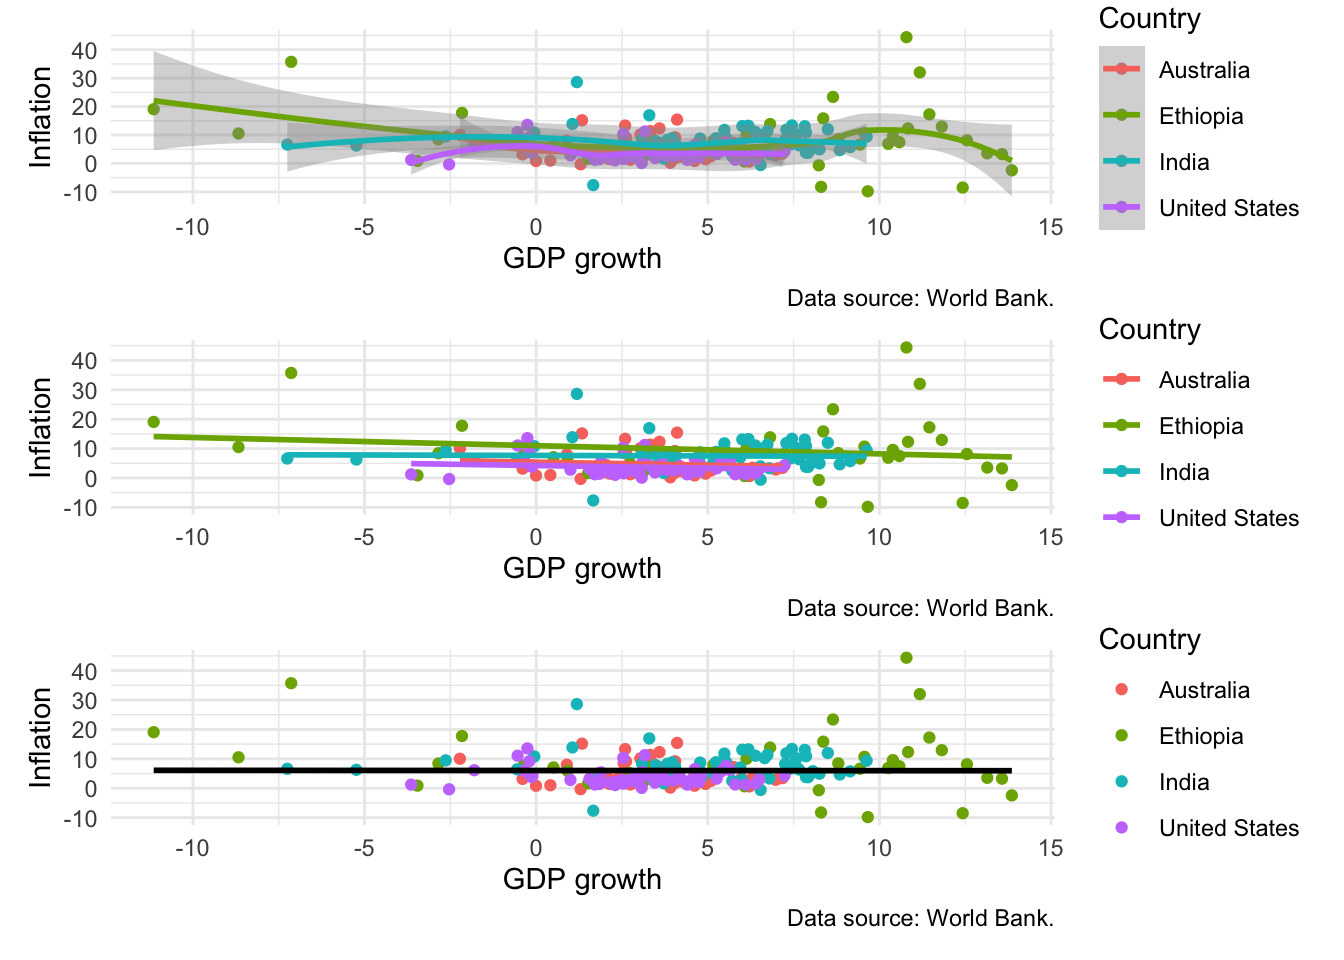 Country
Australia
Ethiopia
India
United States
Inflation
40
30
20
10
0
-10
-10 -5 0 5 10 15
GDP growth
Data source: World Bank.
Country
Australia
Ethiopia
India
United States
Inflation
40
30
20
10
0
-10
-10 -5 0 5 10 15
GDP growth
Data source: World Bank.
Country
Australia
Ethiopia
India
United States
Inflation
40
30
20
10
0
-10
-10 -5 0 5 10 15
GDP growth
Data source: World Bank.